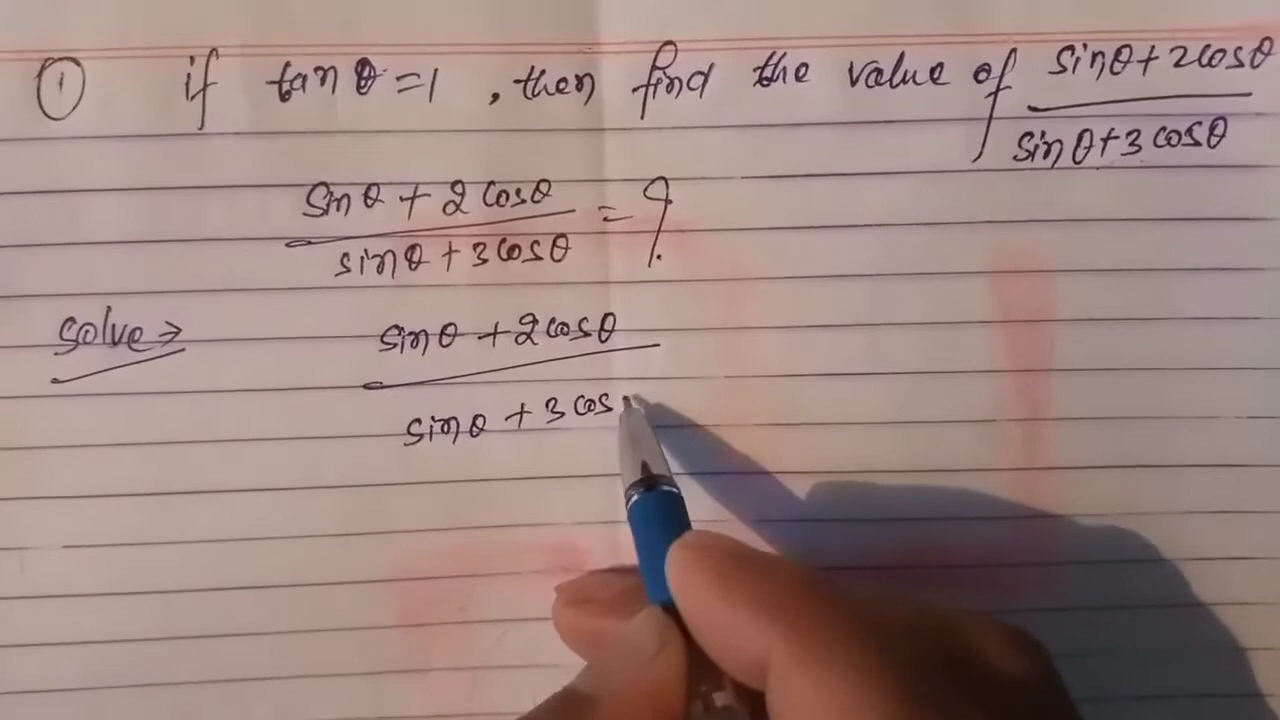 ① if tan θ = 1 , then find the value of sinθ+2cosθ
sinθ+3cosθ
sinθ + 2cosθ = ?
sinθ + 3cosθ
Solve → sinθ + 2cosθ
sinθ + 3cos